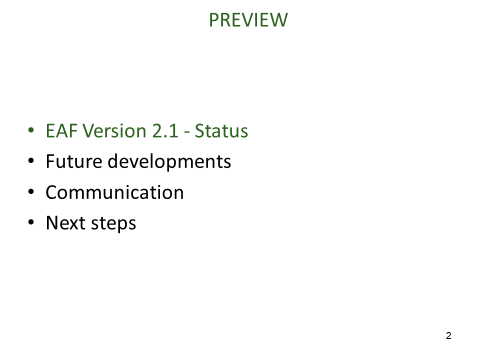 PREVIEW
• EAF Version 2.1 - Status
• Future developments
• Communication
• Next steps
2